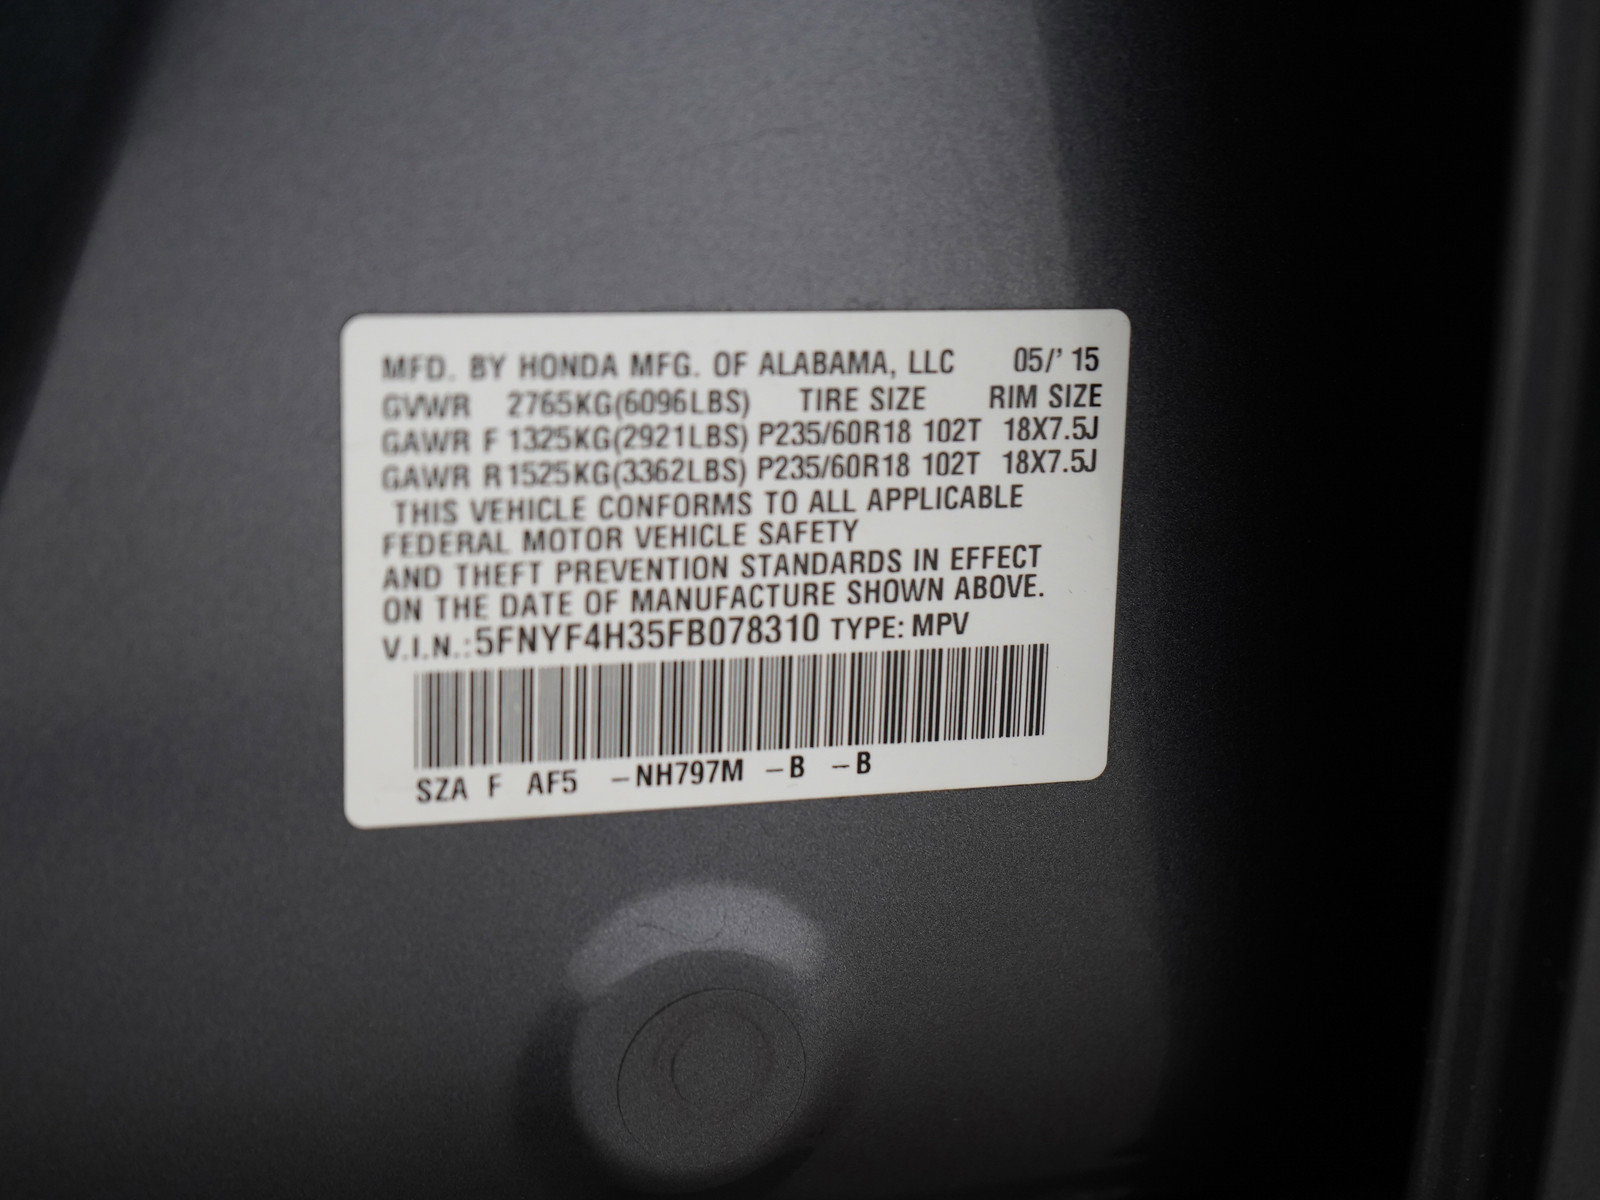 MFD. BY HONDA MFG. OF ALABAMA, LLC 05/' 15
GVWR 2765KG(6096LBS) TIRE SIZE RIM SIZE
GAWR F 1325KG(2921LBS) P235/60R18 102T 18X7.5J
GAWR R 1525KG(3362LBS) P235/60R18 102T 18X7.5J
THIS VEHICLE CONFORMS TO ALL APPLICABLE
FEDERAL MOTOR VEHICLE SAFETY
AND THEFT PREVENTION STANDARDS IN EFFECT
ON THE DATE OF MANUFACTURE SHOWN ABOVE.
V.I.N.: 5FNYF4H35FB078310 TYPE: MPV
SZA F AF5 –NH797M –B –B